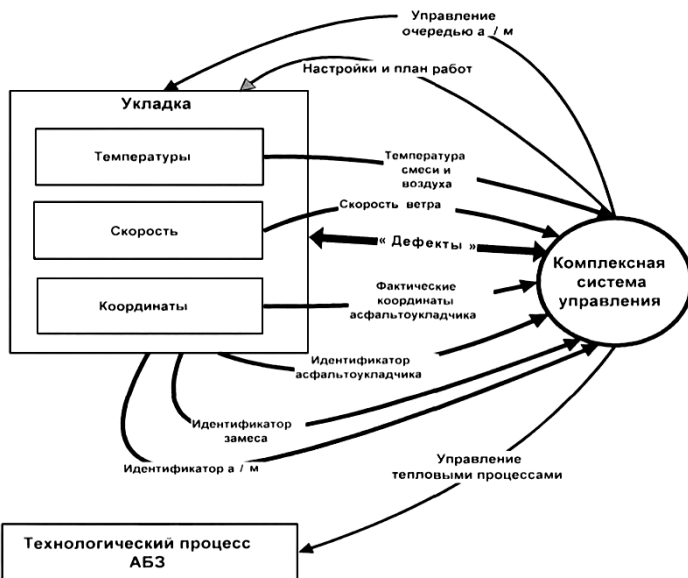 Управление
очередью а / м
Настройки и план работ
Укладка
Температуры
Температура
смеси и
воздуха
Скорость ветра
Скорость
« Дефекты »
Комплексная
система
управления
Координаты
Фактические
координаты
асфальтоукладчика
Идентификатор
асфальтоукладчика
Идентификатор
замеса
Идентификатор а / м
Управление
тепловыми процессами
Технологический процесс
АБЗ